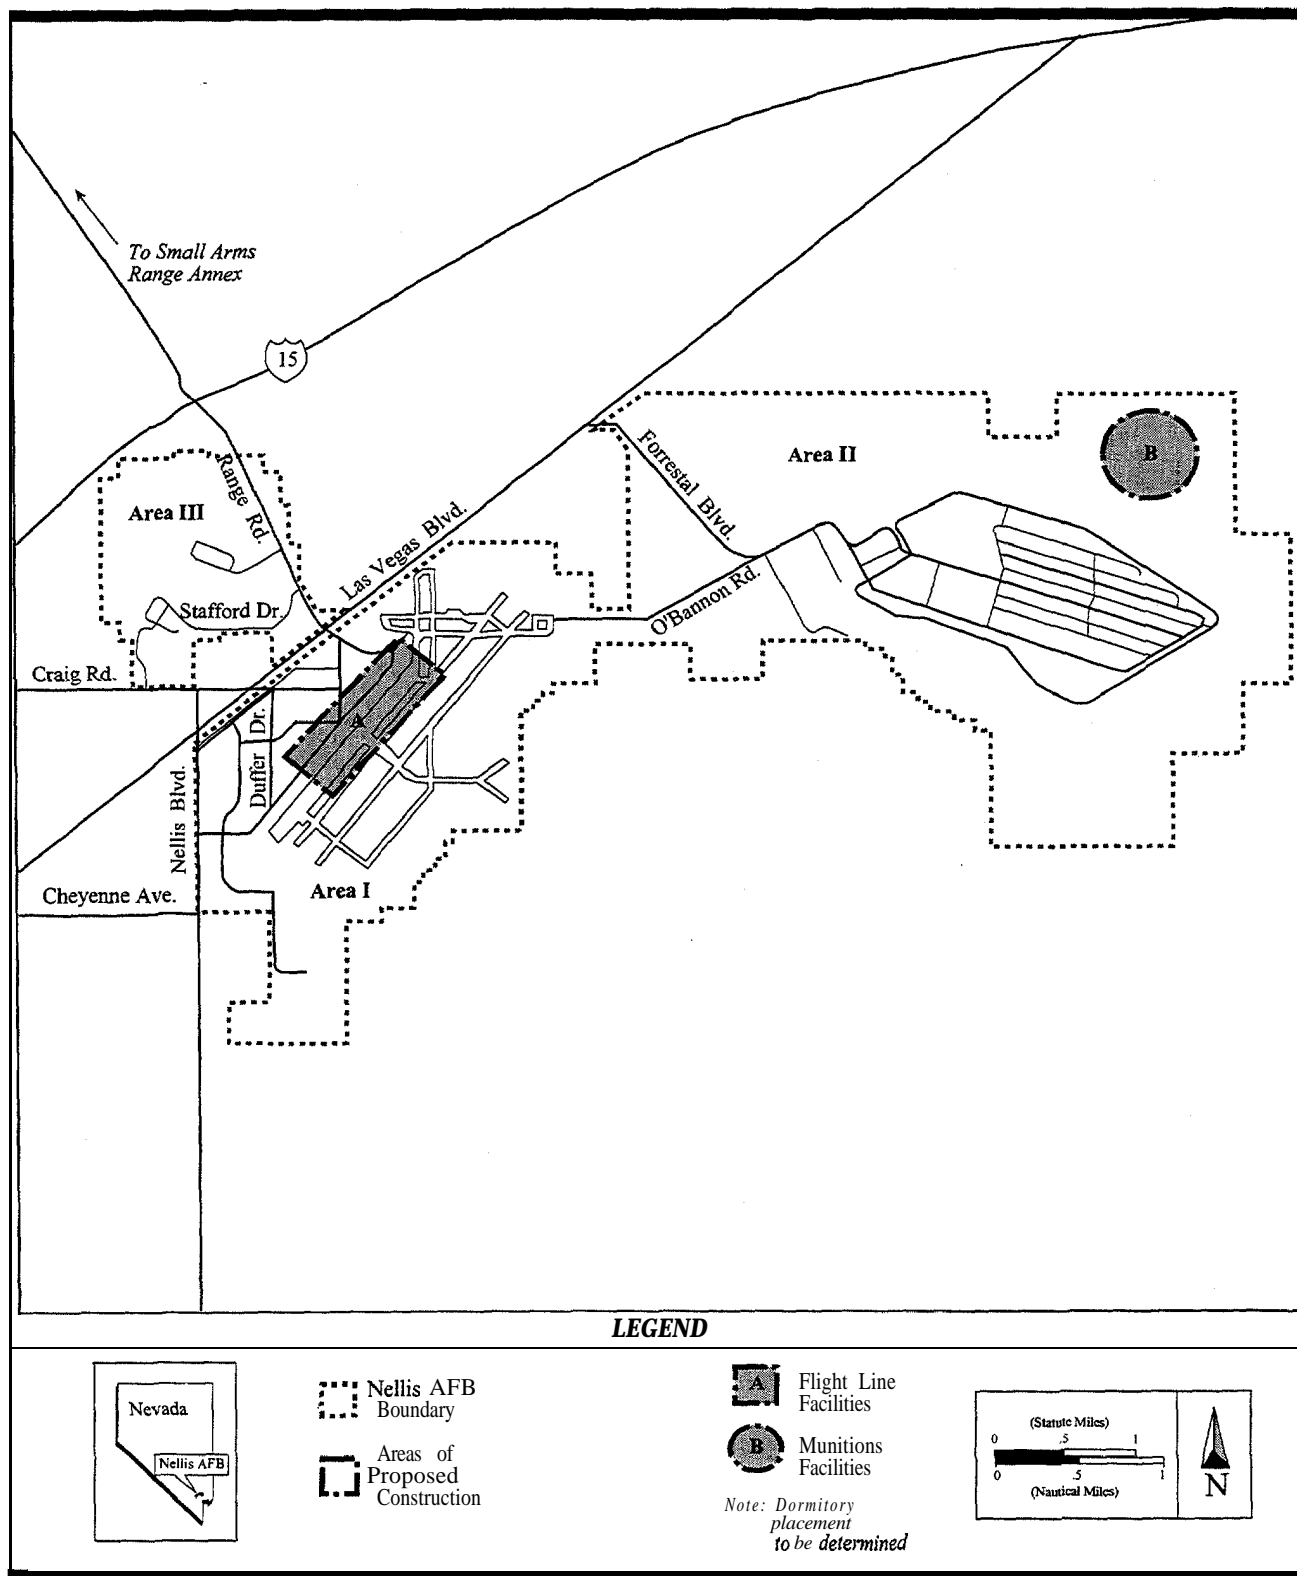 To Small Arms
Range Annex
15
Range Rd.
Area III
Las Vegas Blvd.
Forrestal Blvd.
Area II
B
Stafford Dr.
O'Bannon Rd.
Craig Rd.
A
Duffer Dr.
Nellis Blvd.
Cheyenne Ave.
Area I
LEGEND
Nevada
Nellis AFB
Nellis AFB
Boundary
Areas of
Proposed
Construction
A
Flight Line
Facilities
B
Munitions
Facilities
Note: Dormitory
placement
to be determined
(Statute Miles)
0 .5 1
0 .5 1
(Nautical Miles)
N